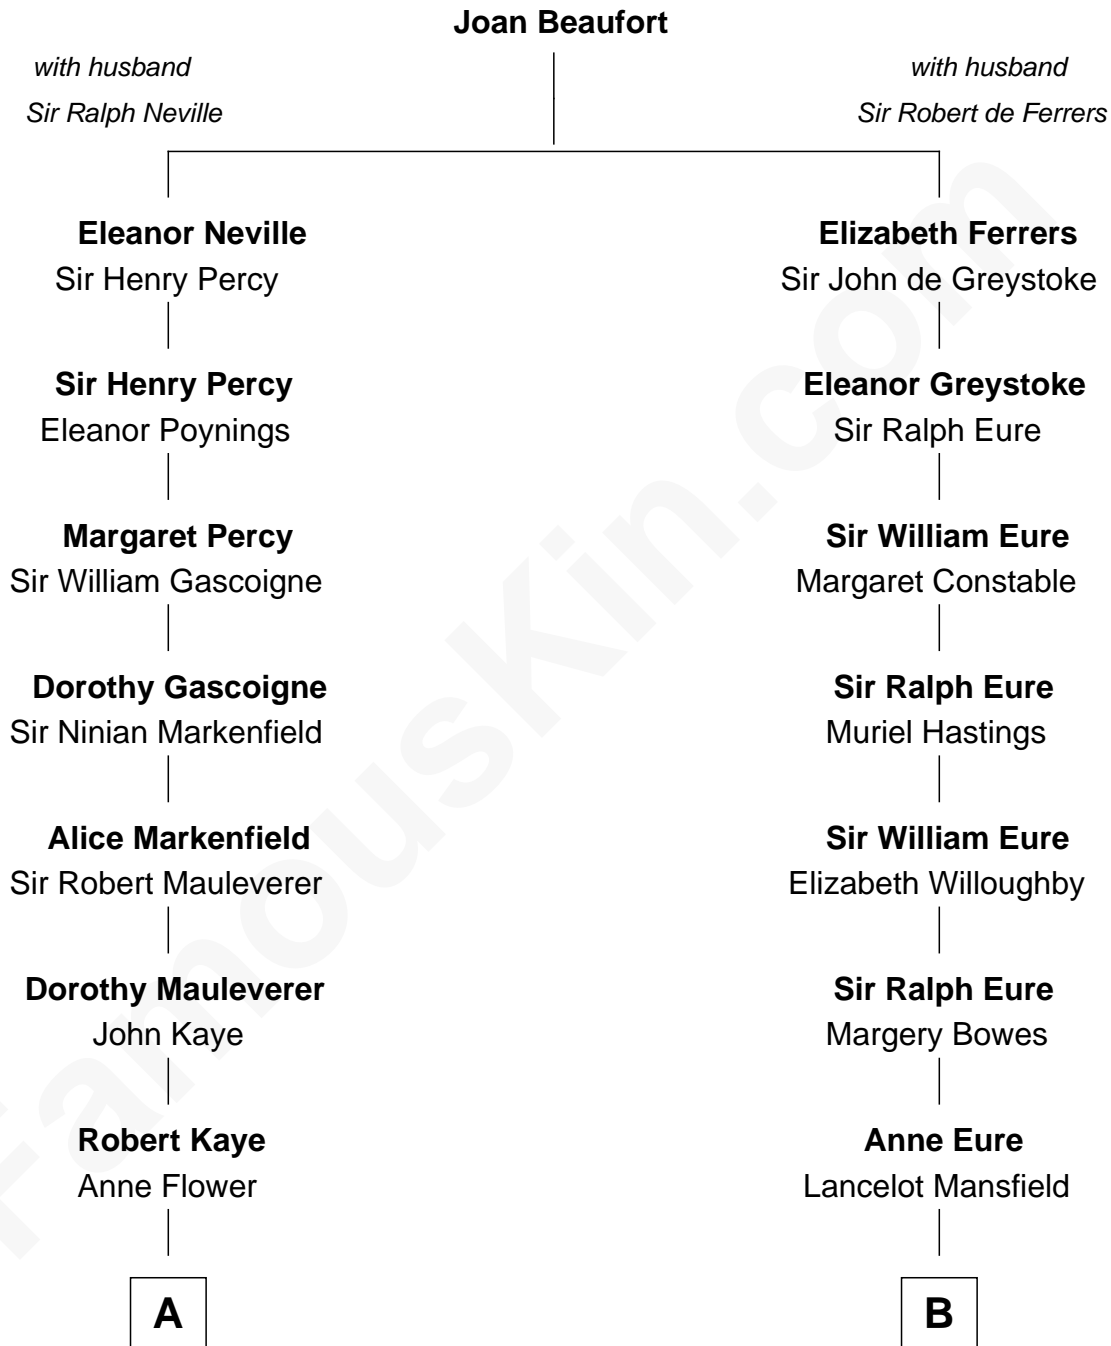 Joan Beaufort
with husband
Sir Ralph Neville
with husband
Sir Robert de Ferrers
Eleanor Neville
Sir Henry Percy
Elizabeth Ferrers
Sir John de Greystoke
Sir Henry Percy
Eleanor Poynings
Eleanor Greystoke
Sir Ralph Eure
Margaret Percy
Sir William Gascoigne
Sir William Eure
Margaret Constable
Dorothy Gascoigne
Sir Ninian Markenfield
Sir Ralph Eure
Muriel Hastings
Alice Markenfield
Sir Robert Mauleverer
Sir William Eure
Elizabeth Willoughby
Dorothy Mauleverer
John Kaye
Sir Ralph Eure
Margery Bowes
Robert Kaye
Anne Flower
Anne Eure
Lancelot Mansfield
A
B
FamousKin.com